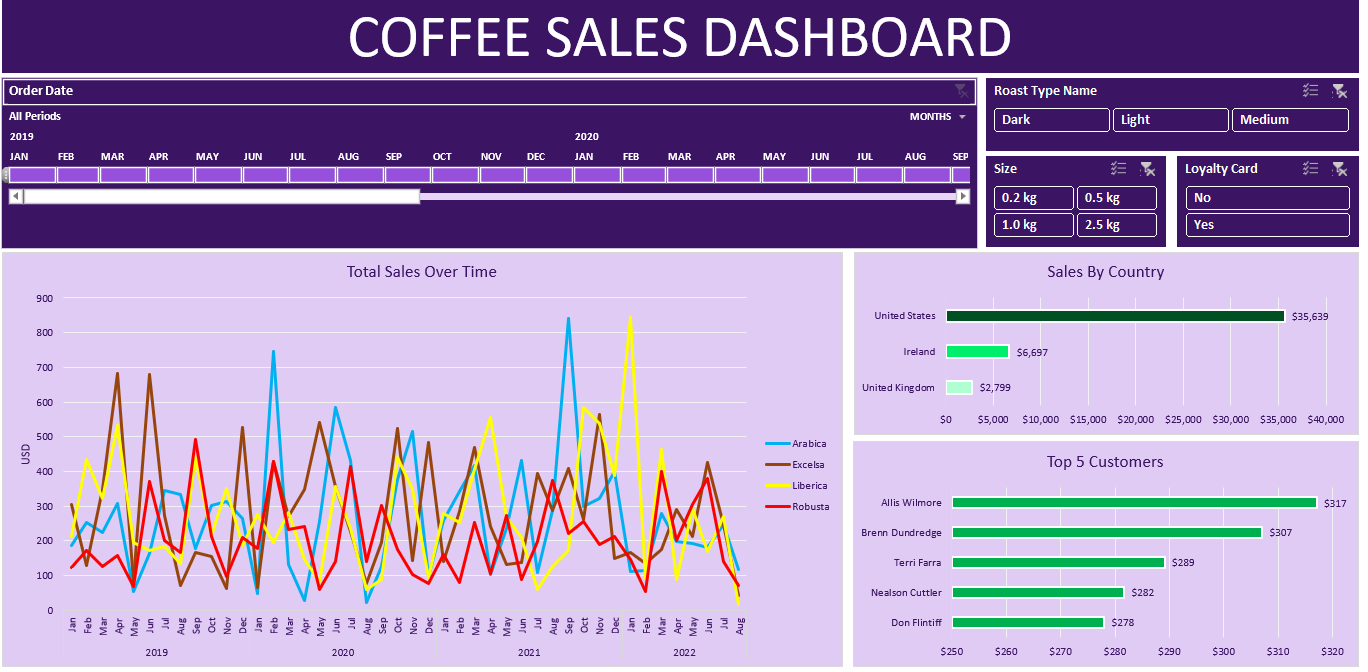 COFFEE SALES DASHBOARD
Order Date
All Periods MONTHS
2019 2020
JAN FEB MAR APR MAY JUN JUL AUG SEP OCT NOV DEC JAN FEB MAR APR MAY JUN JUL AUG SEP
Roast Type Name
Dark Light Medium
Size
0.2 kg 0.5 kg
1.0 kg 2.5 kg
Loyalty Card
No
Yes
Total Sales Over Time
900
800
700
600
500
400
300
200
100
0
USD
Jan Feb Mar Apr May Jun Jul Aug Sep Oct Nov Dec Jan Feb Mar Apr May Jun Jul Aug Sep Oct Nov Dec Jan Feb Mar Apr May Jun Jul Aug Sep Oct Nov Dec Jan Feb Mar Apr May Jun Jul Aug
2019 2020 2021 2022
Arabica
Excelsa
Liberica
Robusta
Sales By Country
United States $35,639
Ireland $6,697
United Kingdom $2,799
$0 $5,000 $10,000 $15,000 $20,000 $25,000 $30,000 $35,000 $40,000
Top 5 Customers
Allis Wilmore $317
Brenn Dundredge $307
Terri Farra $289
Nealson Cuttler $282
Don Flintiff $278
$250 $260 $270 $280 $290 $300 $310 $320